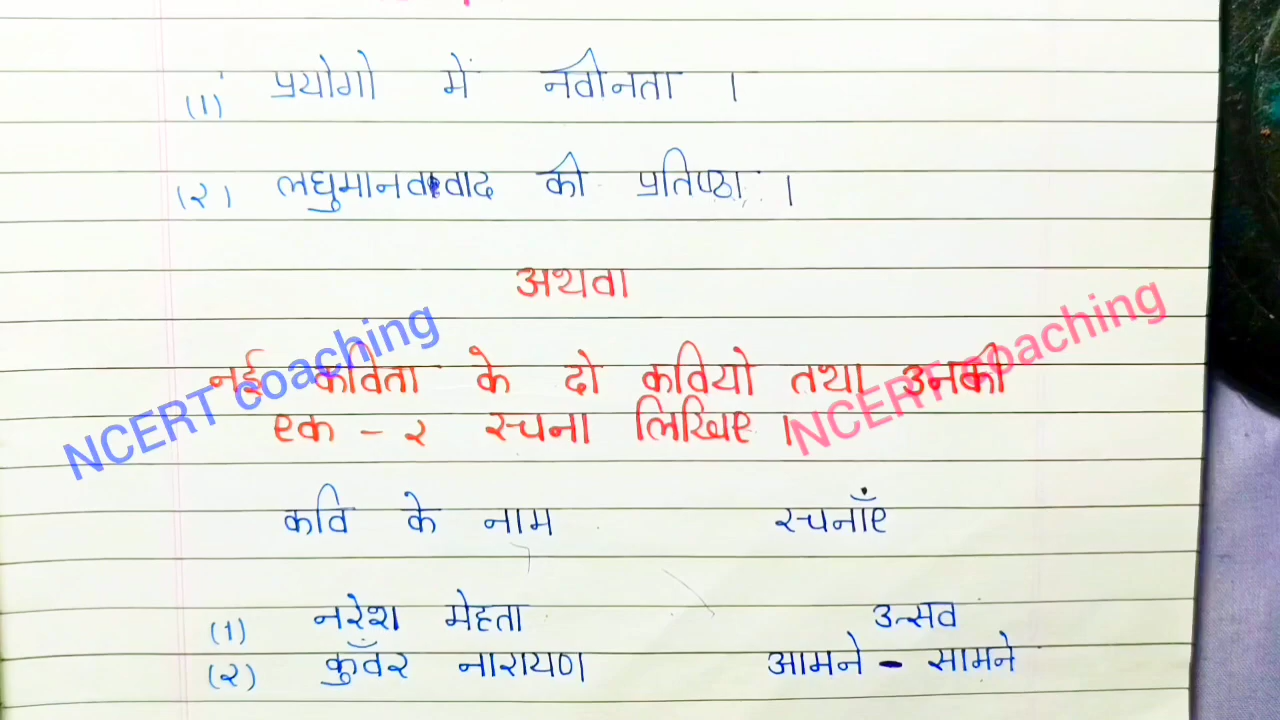 (1) प्रयोगो में नवीनता ।
(२) लघुमानववाद की प्रतिष्ठा ।
अथवा
नई कविता के दो कवियो तथा उनकी
एक - २ रचना लिखिए ।
NCERT coaching
NCERT coaching
कवि के नाम रचनाँए
(1) नरेश मेहता उत्सव
(२) कुँवर नारायण आमने - सामने